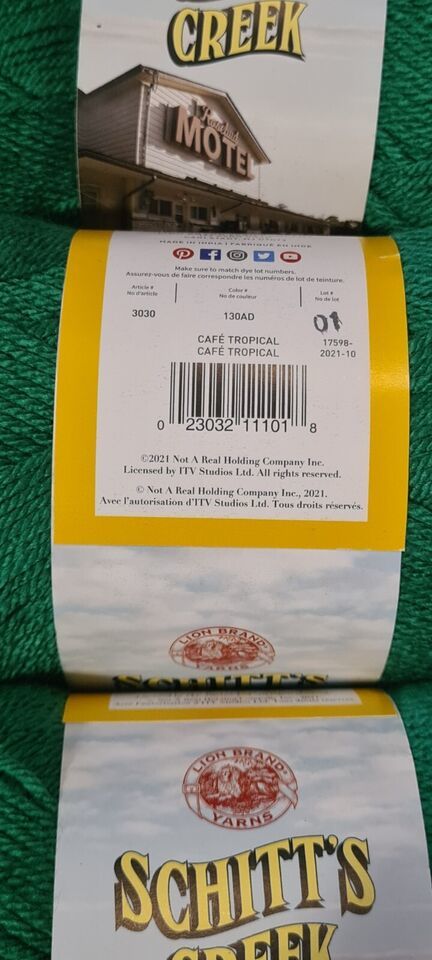 CREEK
Rosebud
MOTEL
MADE IN INDIA | FABRIQUÉ EN INDE
Make sure to match dye lot numbers.
Assurez-vous de faire correspondre les numéros de lot de teinture.
Article # Color # Lot #
No d'article No de couleur No de lot
3030 130AD 01
CAFÉ TROPICAL 17598-
CAFÉ TROPICAL 2021-10
0 23032 11101 8
©2021 Not A Real Holding Company Inc.
Licensed by ITV Studios Ltd. All rights reserved.
© Not A Real Holding Company Inc., 2021.
Avec l'autorisation d'ITV Studios Ltd. Tous droits réservés.
LION BRAND
YARNS
SCHITT'S
LION BRAND®
YARNS
SCHITT'S
CREEK